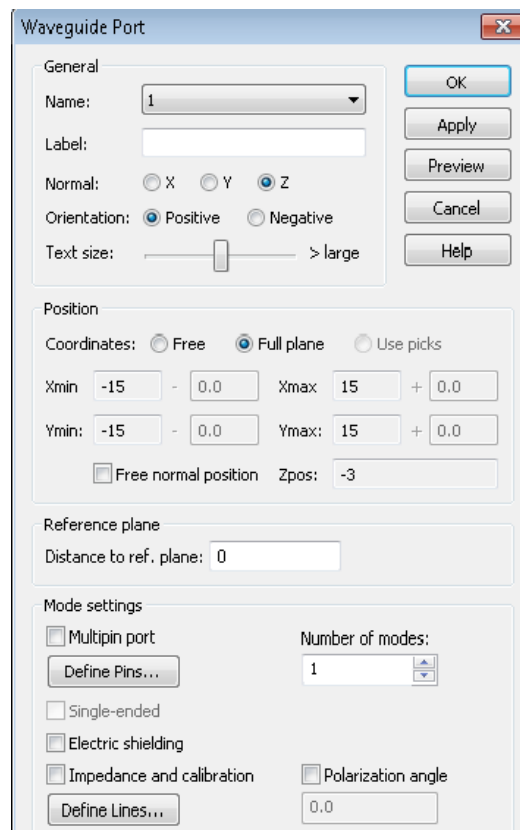 Waveguide Port
General
Name: 1
Label:
Normal: X Y Z
Orientation: Positive Negative
Text size: > large
OK
Apply
Preview
Cancel
Help
Position
Coordinates: Free Full plane Use picks
Xmin -15 - 0.0 Xmax 15 + 0.0
Ymin: -15 - 0.0 Ymax: 15 + 0.0
Free normal position Zpos: -3
Reference plane
Distance to ref. plane: 0
Mode settings
Multipin port Number of modes:
Define Pins... 1
Single-ended
Electric shielding
Impedance and calibration Polarization angle
Define Lines... 0.0